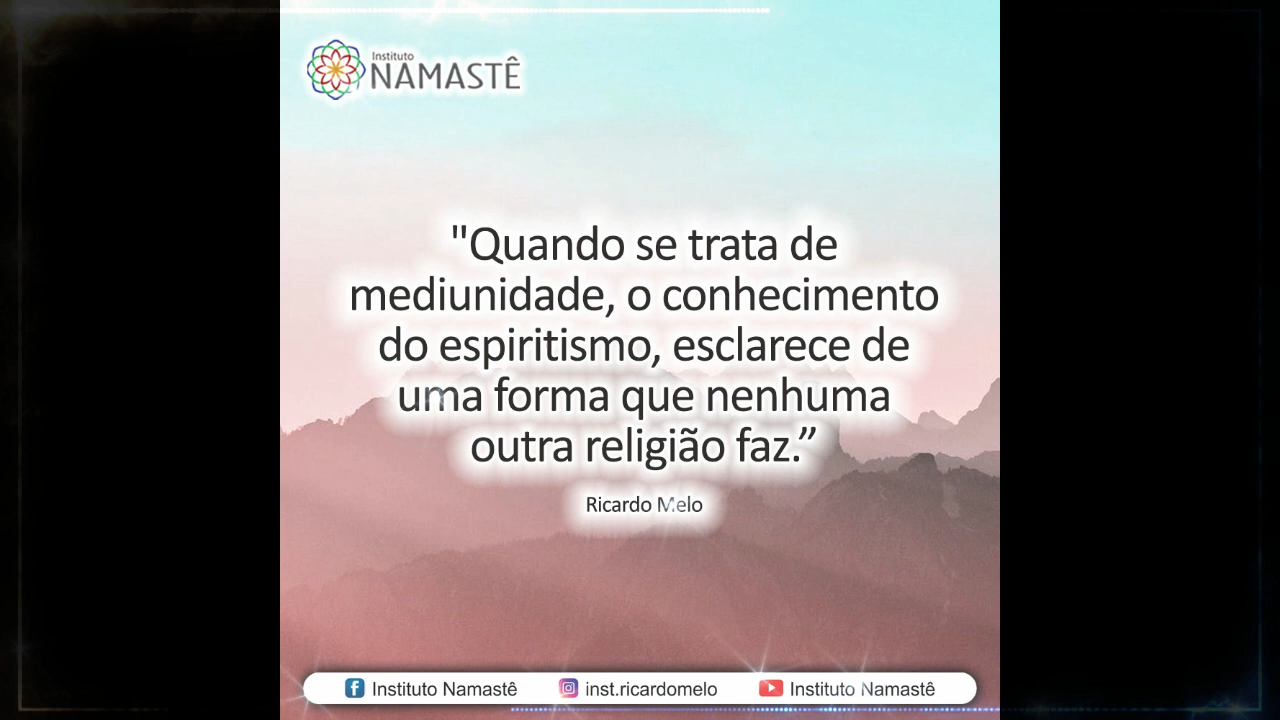 Instituto
NAMASTÊ
"Quando se trata de
mediunidade, o conhecimento
do espiritismo, esclarece de
uma forma que nenhuma
outra religião faz.”
Ricardo Melo
Instituto Namastê
inst.ricardomelo
Instituto Namastê